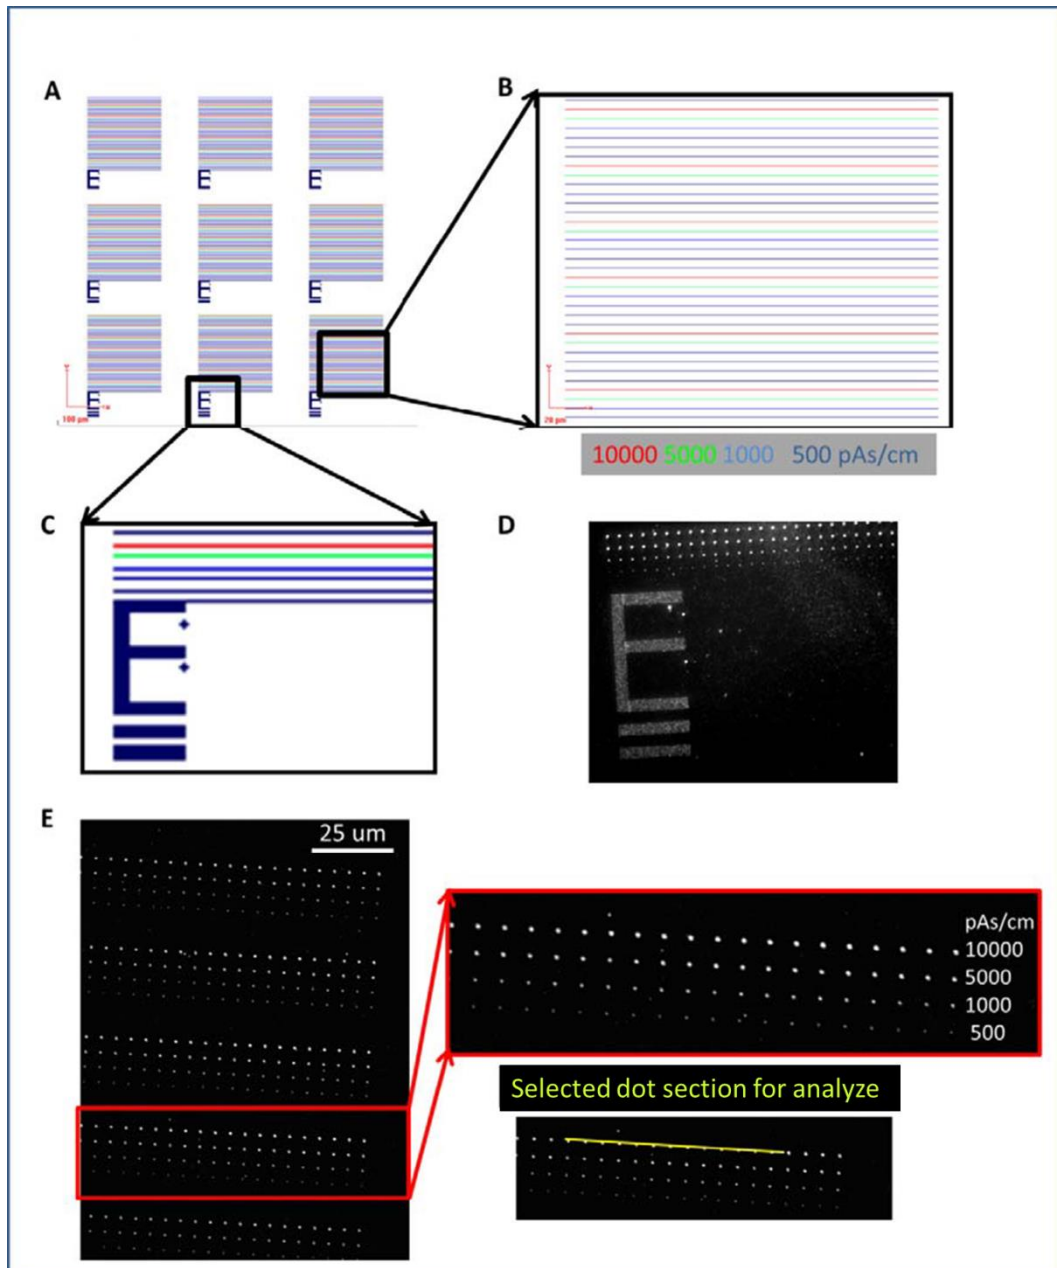 A
B
E E E
E E E
E E E
100 µm
20 µm
10000 5000 1000 500 pAs/cm
C
D
E
E
E
25 um
pAs/cm
10000
5000
1000
500
Selected dot section for analyze